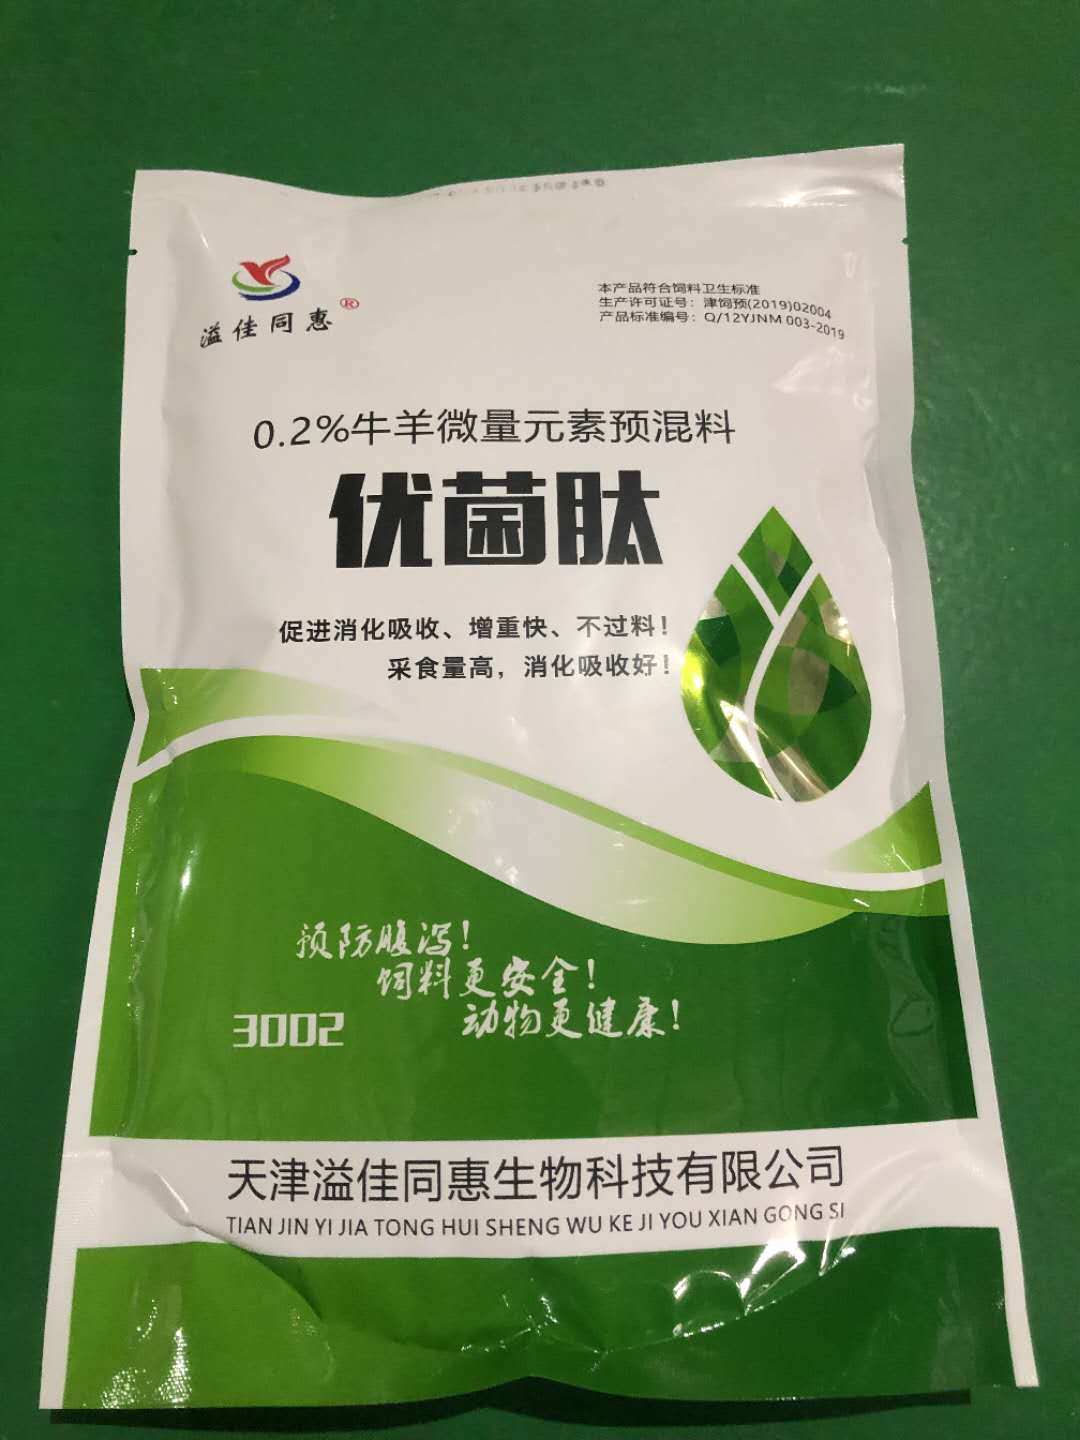 溢佳同惠®
本产品符合饲料卫生标准
生产许可证号：津饲预(2019)02004
产品标准编号：Q/12YJNM 003-2019
0.2%牛羊微量元素预混料
优菌肽
促进消化吸收、增重快、不过料！
采食量高，消化吸收好！
预防腹泻！
饲料更安全！
动物更健康！
3002
天津溢佳同惠生物科技有限公司
TIAN JIN YI JIA TONG HUI SHENG WU KE JI YOU XIAN GONG SI